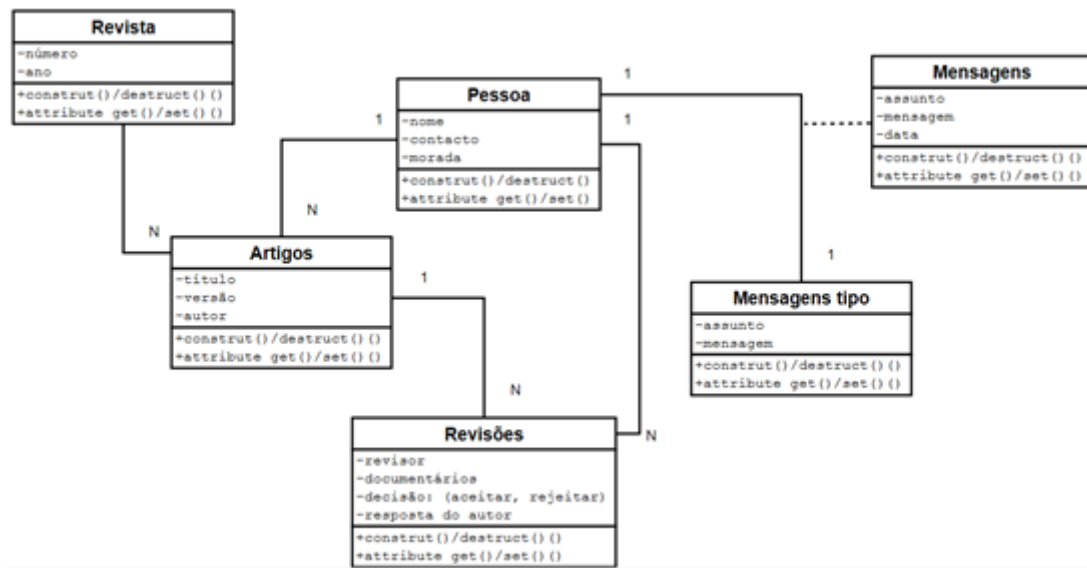 Revista
-número
-ano
+construt()/destruct()()
+attribute get()/set()()
Pessoa
-nome
-contacto
-morada
+construt()/destruct()
+attribute get()/set()
Mensagens
-assunto
-mensagem
-data
+construt()/destruct()()
+attribute get()/set()()
1
1
1
N
N
Artigos
-título
-versão
-autor
+construt()/destruct()()
+attribute get()/set()()
1
1
Mensagens tipo
-assunto
-mensagem
+construt()/destruct()()
+attribute get()/set()()
N
N
Revisões
-revisor
-documentários
-decisão: (aceitar, rejeitar)
-resposta do autor
+construt()/destruct()()
+attribute get()/set()()